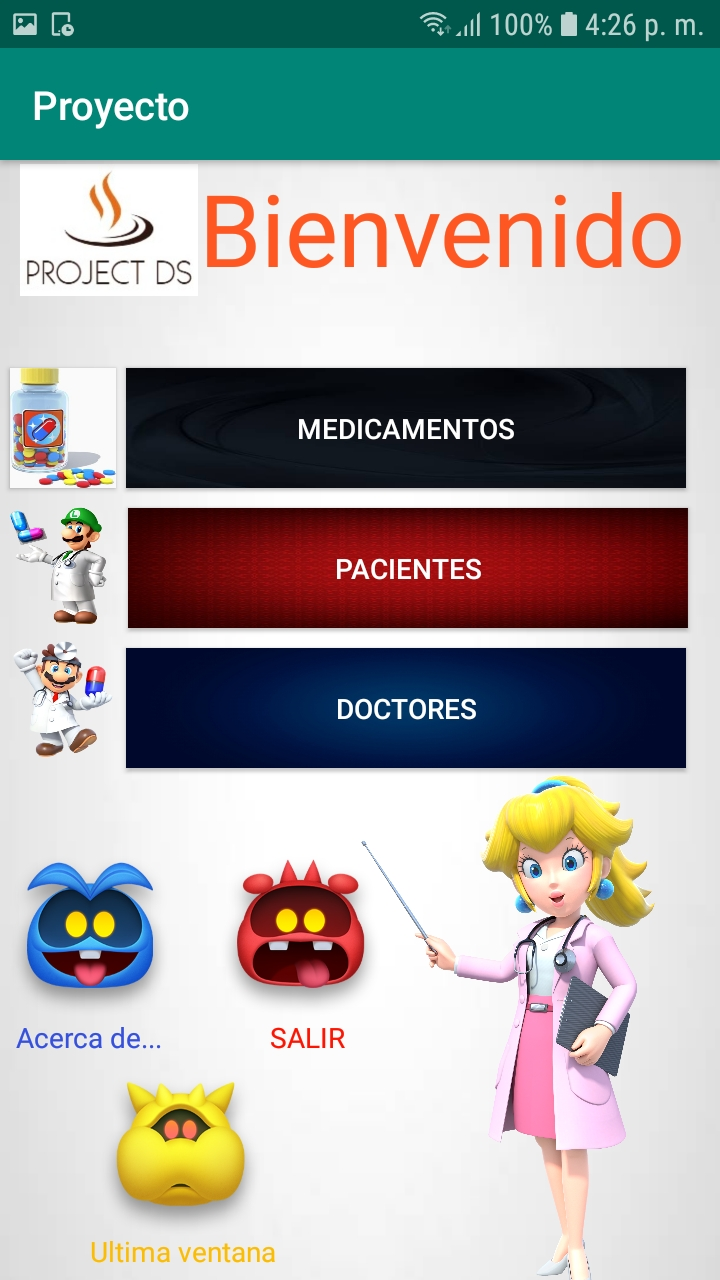 100% 4:26 p. m.
Proyecto
PROJECT DS
Bienvenido
MEDICAMENTOS
PACIENTES
DOCTORES
Acerca de...
SALIR
Ultima ventana